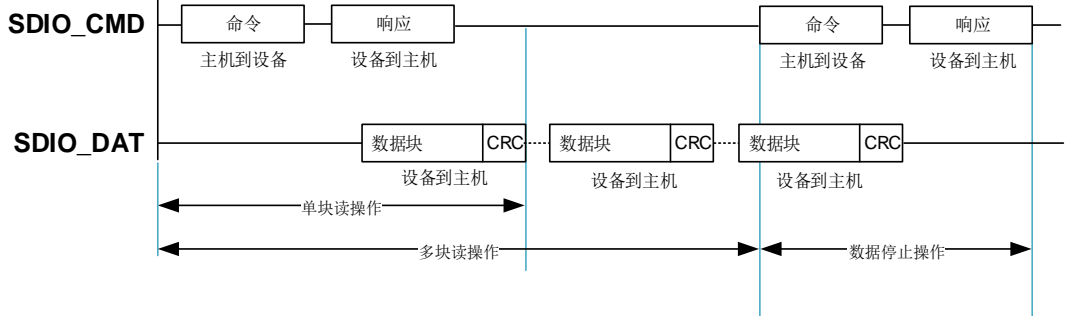 SDIO_CMD 命令 响应 命令 响应
主机到设备 设备到主机 主机到设备 设备到主机
SDIO_DAT 数据块 CRC 数据块 CRC 数据块 CRC
设备到主机 设备到主机 设备到主机
单块读操作
多块读操作 数据停止操作